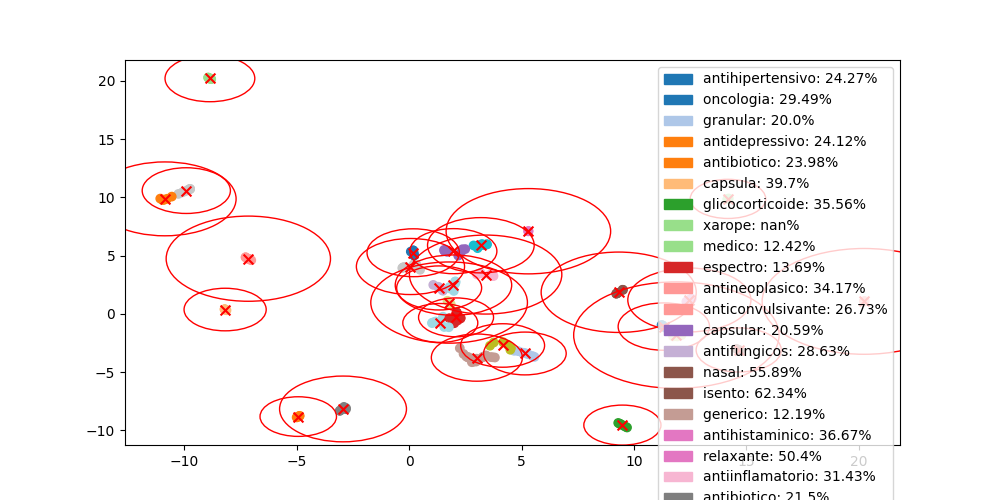 20
15
10
5
0
−5
−10
−10
−5
0
5
10
15
20
antihipertensivo: 24.27%
oncologia: 29.49%
granular: 20.0%
antidepressivo: 24.12%
antibiotico: 23.98%
capsula: 39.7%
glicocorticoide: 35.56%
xarope: nan%
medico: 12.42%
espectro: 13.69%
antineoplasico: 34.17%
anticonvulsivante: 26.73%
capsular: 20.59%
antifungicos: 28.63%
nasal: 55.89%
isento: 62.34%
generico: 12.19%
antihistaminico: 36.67%
relaxante: 50.4%
antiinflamatorio: 31.43%
antibiotico: 21.5%